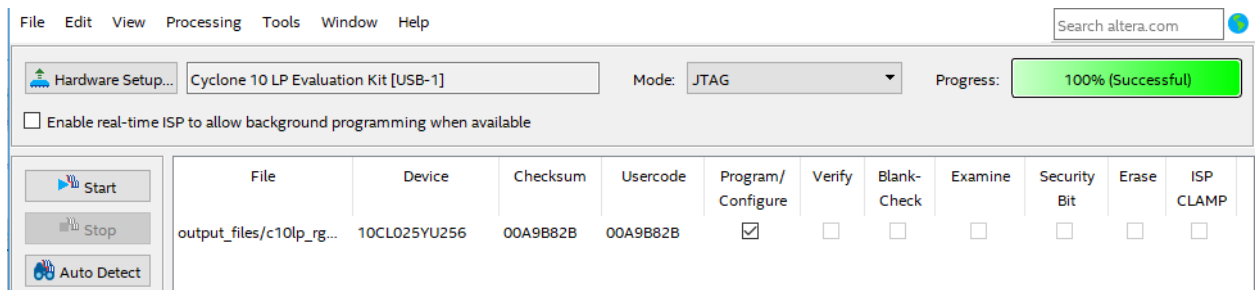 File Edit View Processing Tools Window Help Search altera.com
Hardware Setup... Cyclone 10 LP Evaluation Kit [USB-1] Mode: JTAG Progress: 100% (Successful)
Enable real-time ISP to allow background programming when available
Start File Device Checksum Usercode Program/ Verify Blank- Examine Security Erase ISP
Configure Check Bit CLAMP
Stop output_files/c10lp_rg... 10CL025YU256 00A9B82B 00A9B82B
Auto Detect